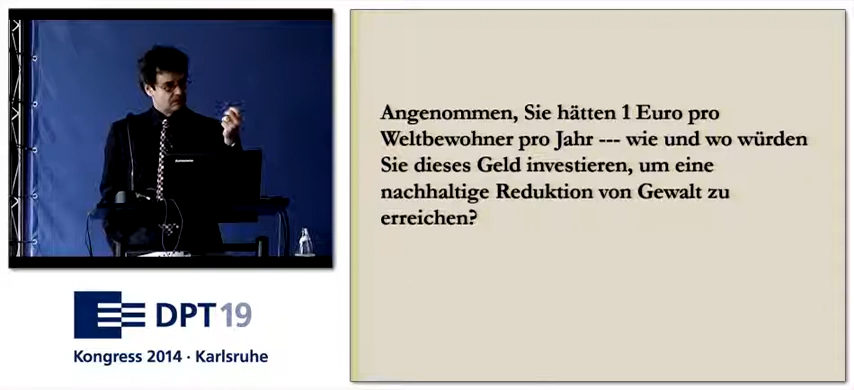 Angenommen, Sie hätten 1 Euro pro
Weltbewohner pro Jahr --- wie und wo würden
Sie dieses Geld investieren, um eine
nachhaltige Reduktion von Gewalt zu
erreichen?
DPT 19
Kongress 2014 · Karlsruhe